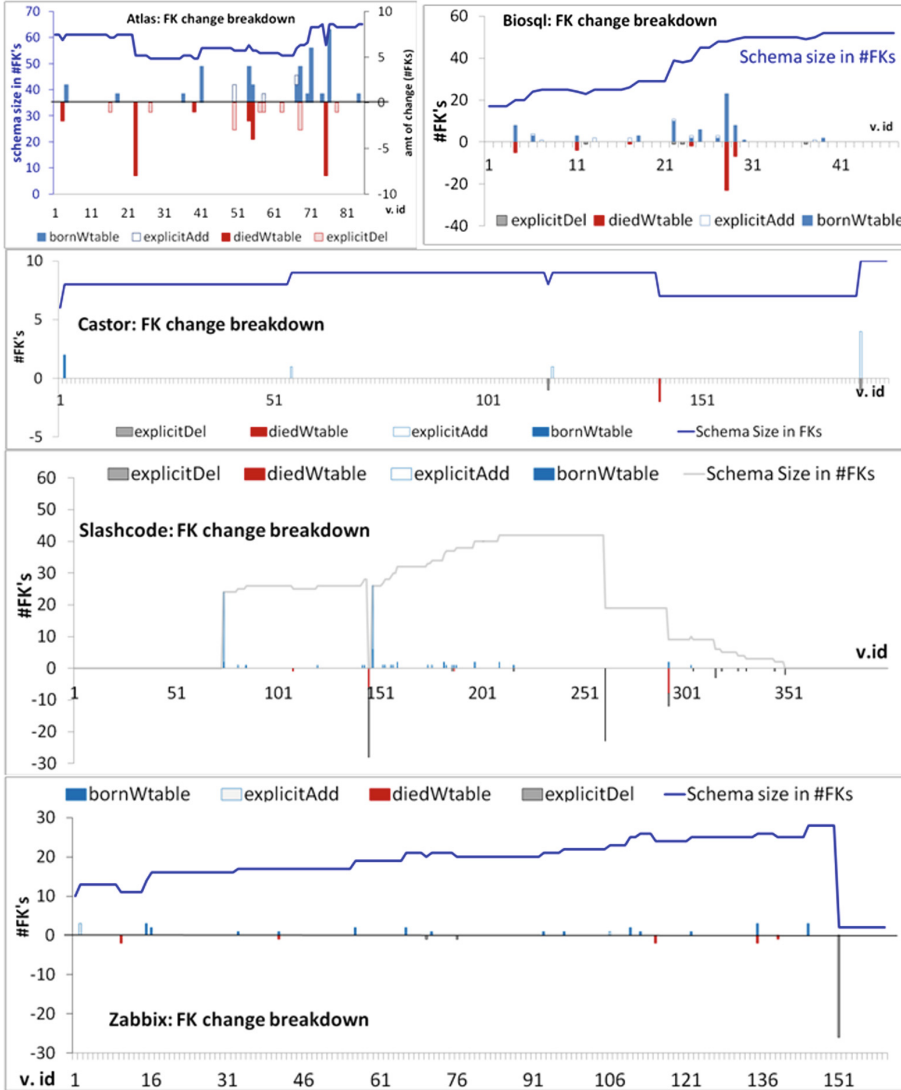 Atlas: FK change breakdown
schema size in #FK's
70
60
50
40
30
20
10
0
10
5
0
-5
-10
amt of change (#FKs)
1 11 21 31 41 51 61 71 81
v. id
bornWtable explicitAdd diedWtable explicitDel
Biosql: FK change breakdown
Schema size in #FKs
#FK's
60
40
20
0
-20
-40
v. id
1 11 21 31 41
explicitDel diedWtable explicitAdd bornWtable
Castor: FK change breakdown
#FK's
10
5
0
-5
1 51 101 151
v. id
explicitDel diedWtable explicitAdd bornWtable Schema Size in FKs
explicitDel diedWtable explicitAdd bornWtable Schema Size in #FKs
Slashcode: FK change breakdown
#FK's
60
50
40
30
20
10
0
-10
-20
-30
v.id
1 51 101 151 201 251 301 351
bornWtable explicitAdd diedWtable explicitDel Schema size in #FKs
#FK's
30
20
10
0
-10
-20
-30
Zabbix: FK change breakdown
v. id 1 16 31 46 61 76 91 106 121 136 151